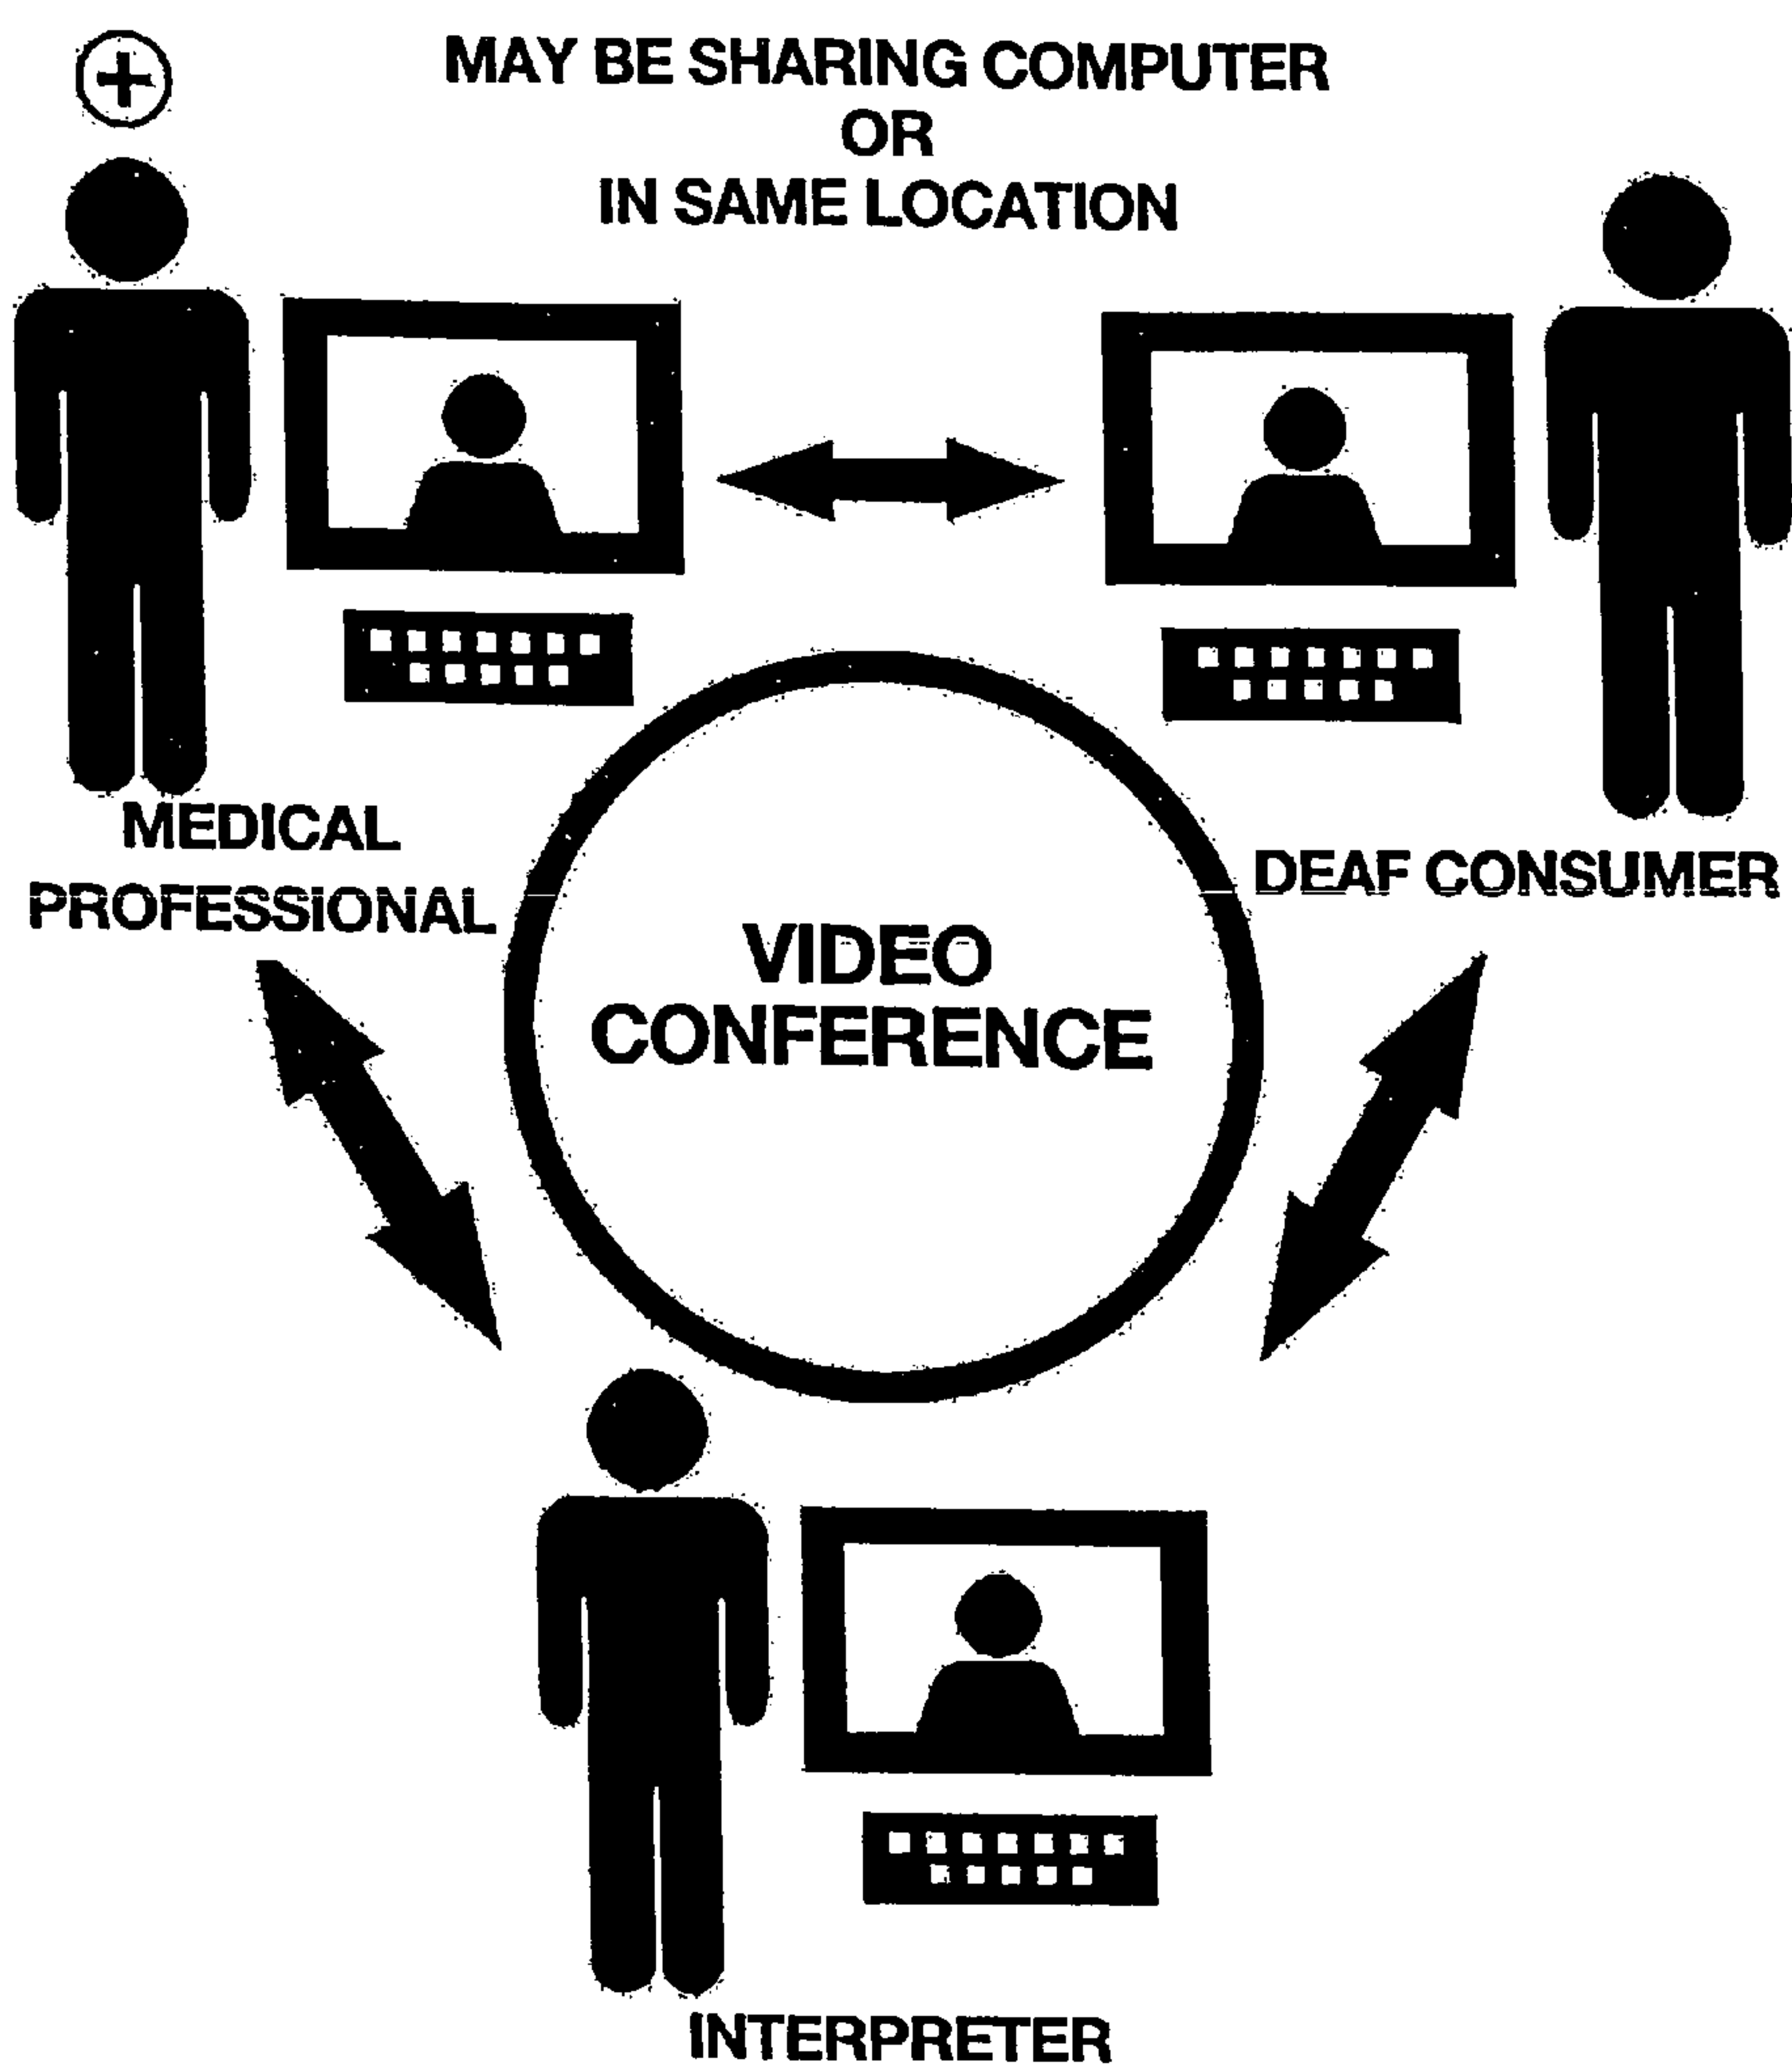 MAY BE SHARING COMPUTER
OR
IN SAME LOCATION
MEDICAL
PROFESSIONAL
DEAF CONSUMER
VIDEO
CONFERENCE
INTERPRETER